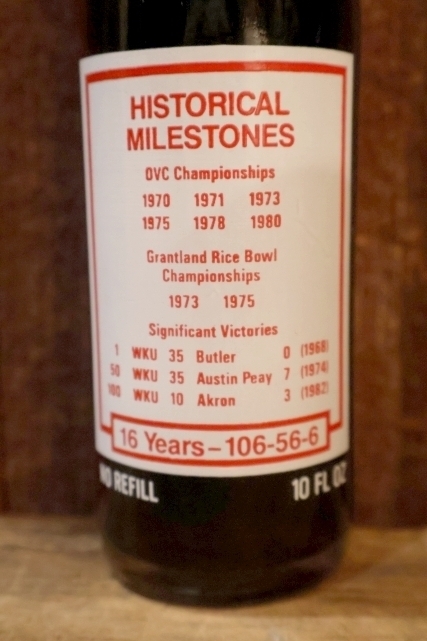 HISTORICAL
MILESTONES
OVC Championships
1970 1971 1973
1975 1978 1980
Grantland Rice Bowl
Championships
1973 1975
Significant Victories
1 WKU 35 Butler 0 (1968)
50 WKU 35 Austin Peay 7 (1974)
100 WKU 10 Akron 3 (1982)
16 Years-106-56-6
NO REFILL 10 FL OZ